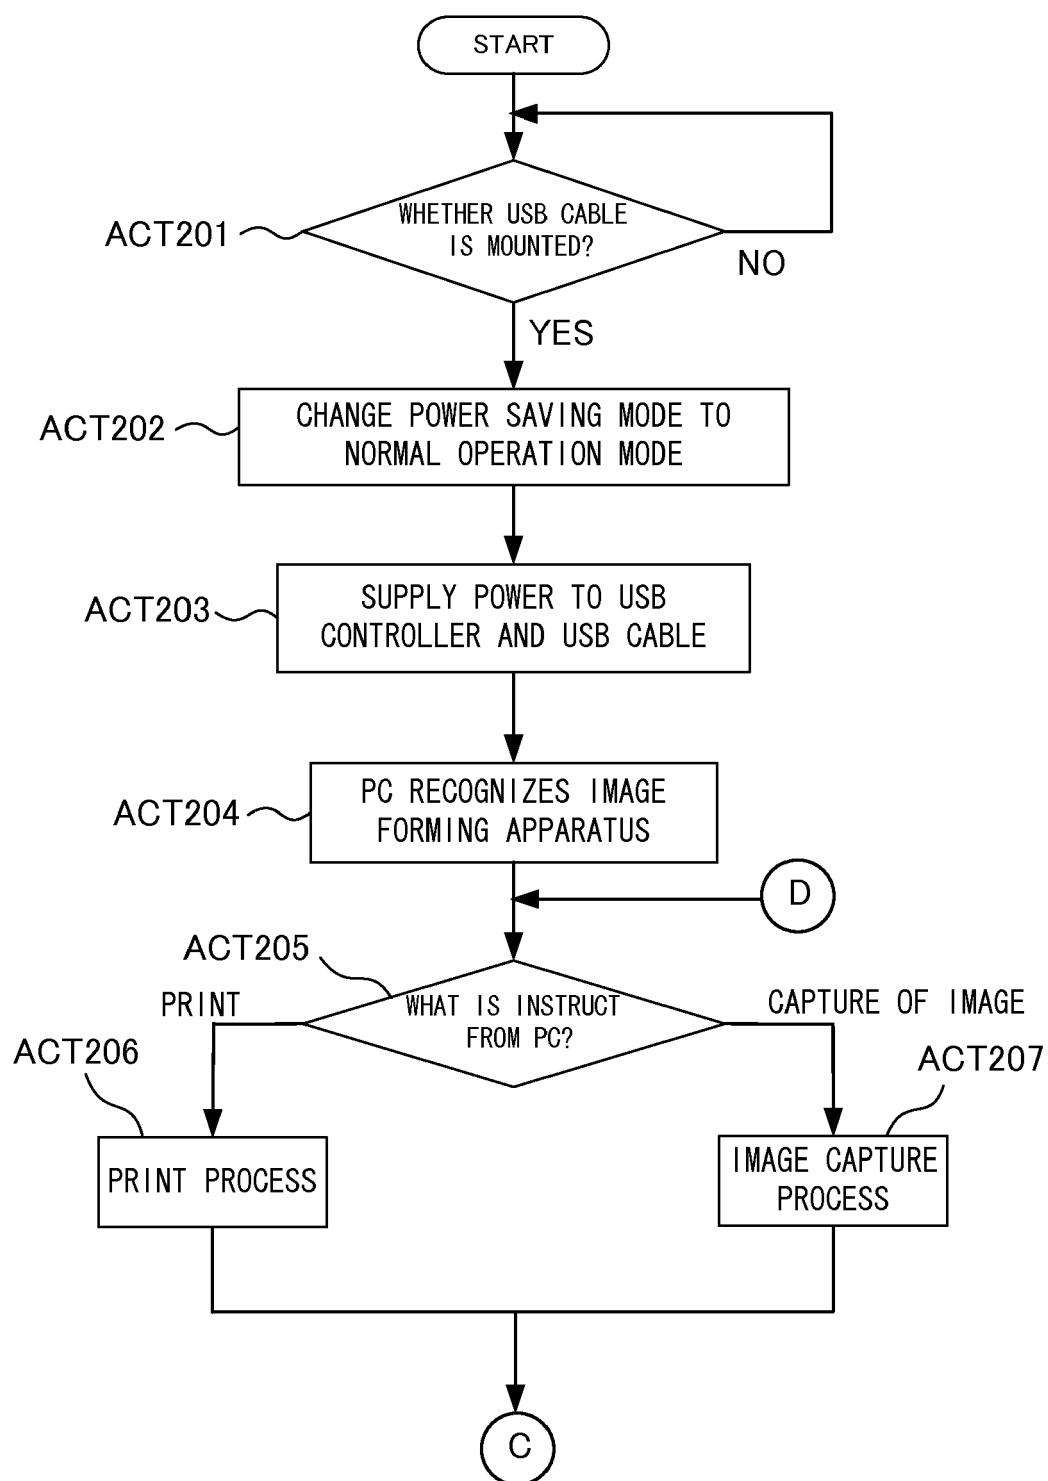 START
WHETHER USB CABLE
IS MOUNTED?
ACT201
NO
YES
CHANGE POWER SAVING MODE TO
NORMAL OPERATION MODE
ACT202
SUPPLY POWER TO USB
CONTROLLER AND USB CABLE
ACT203
PC RECOGNIZES IMAGE
FORMING APPARATUS
ACT204
D
ACT205
PRINT
WHAT IS INSTRUCT
FROM PC?
CAPTURE OF IMAGE
ACT206
ACT207
PRINT PROCESS
IMAGE CAPTURE
PROCESS
C